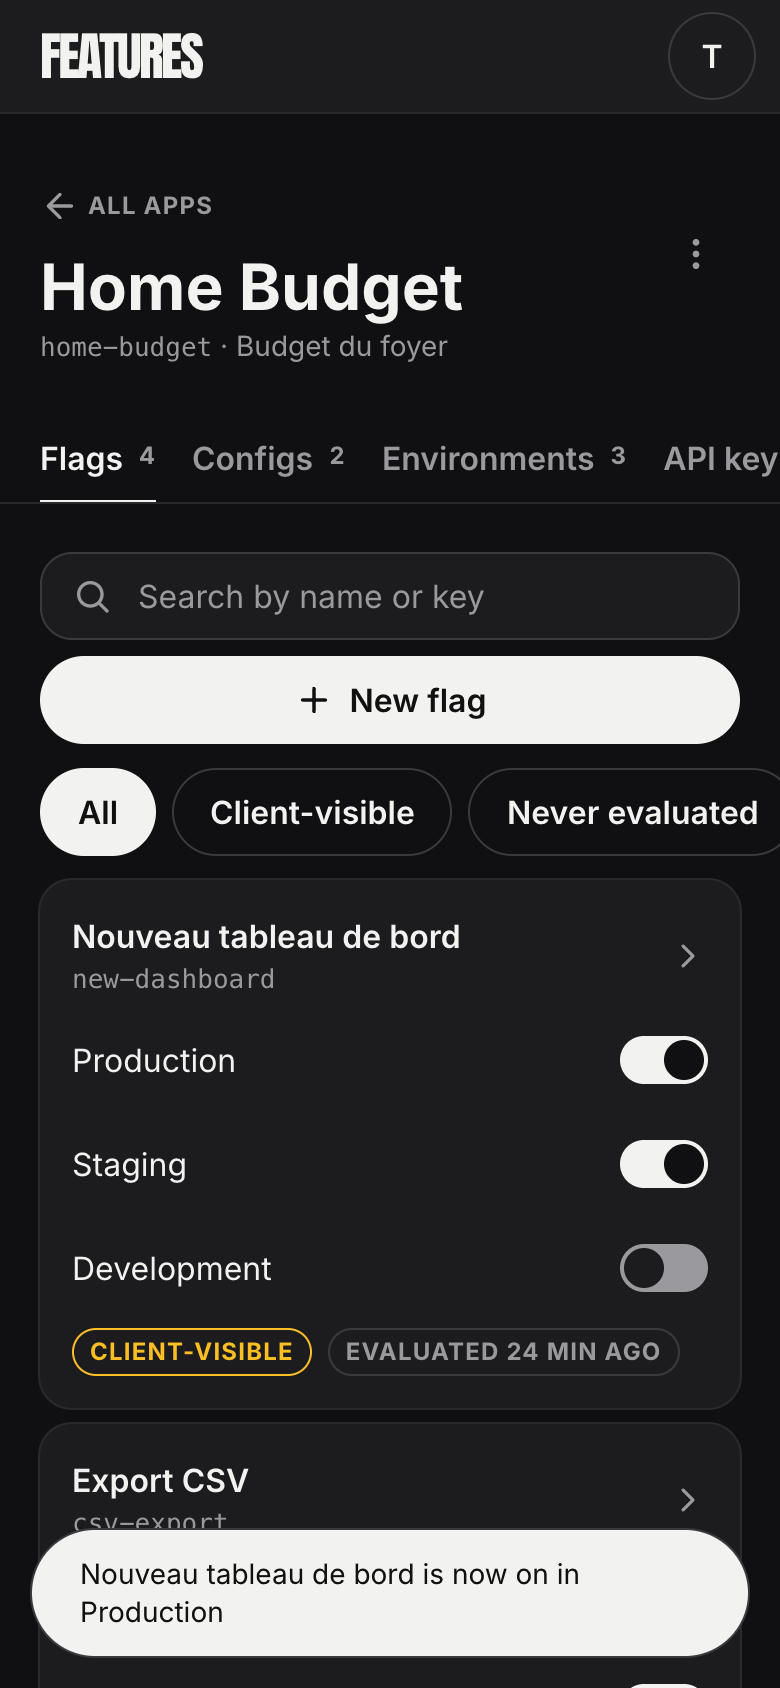 FEATURES
T
ALL APPS
Home Budget
home-budget · Budget du foyer
Flags 4 Configs 2 Environments 3 API key
Search by name or key
New flag
All Client-visible Never evaluated
Nouveau tableau de bord
new-dashboard
Production
Staging
Development
CLIENT-VISIBLE EVALUATED 24 MIN AGO
Export CSV
csv-export
Nouveau tableau de bord is now on in
Production